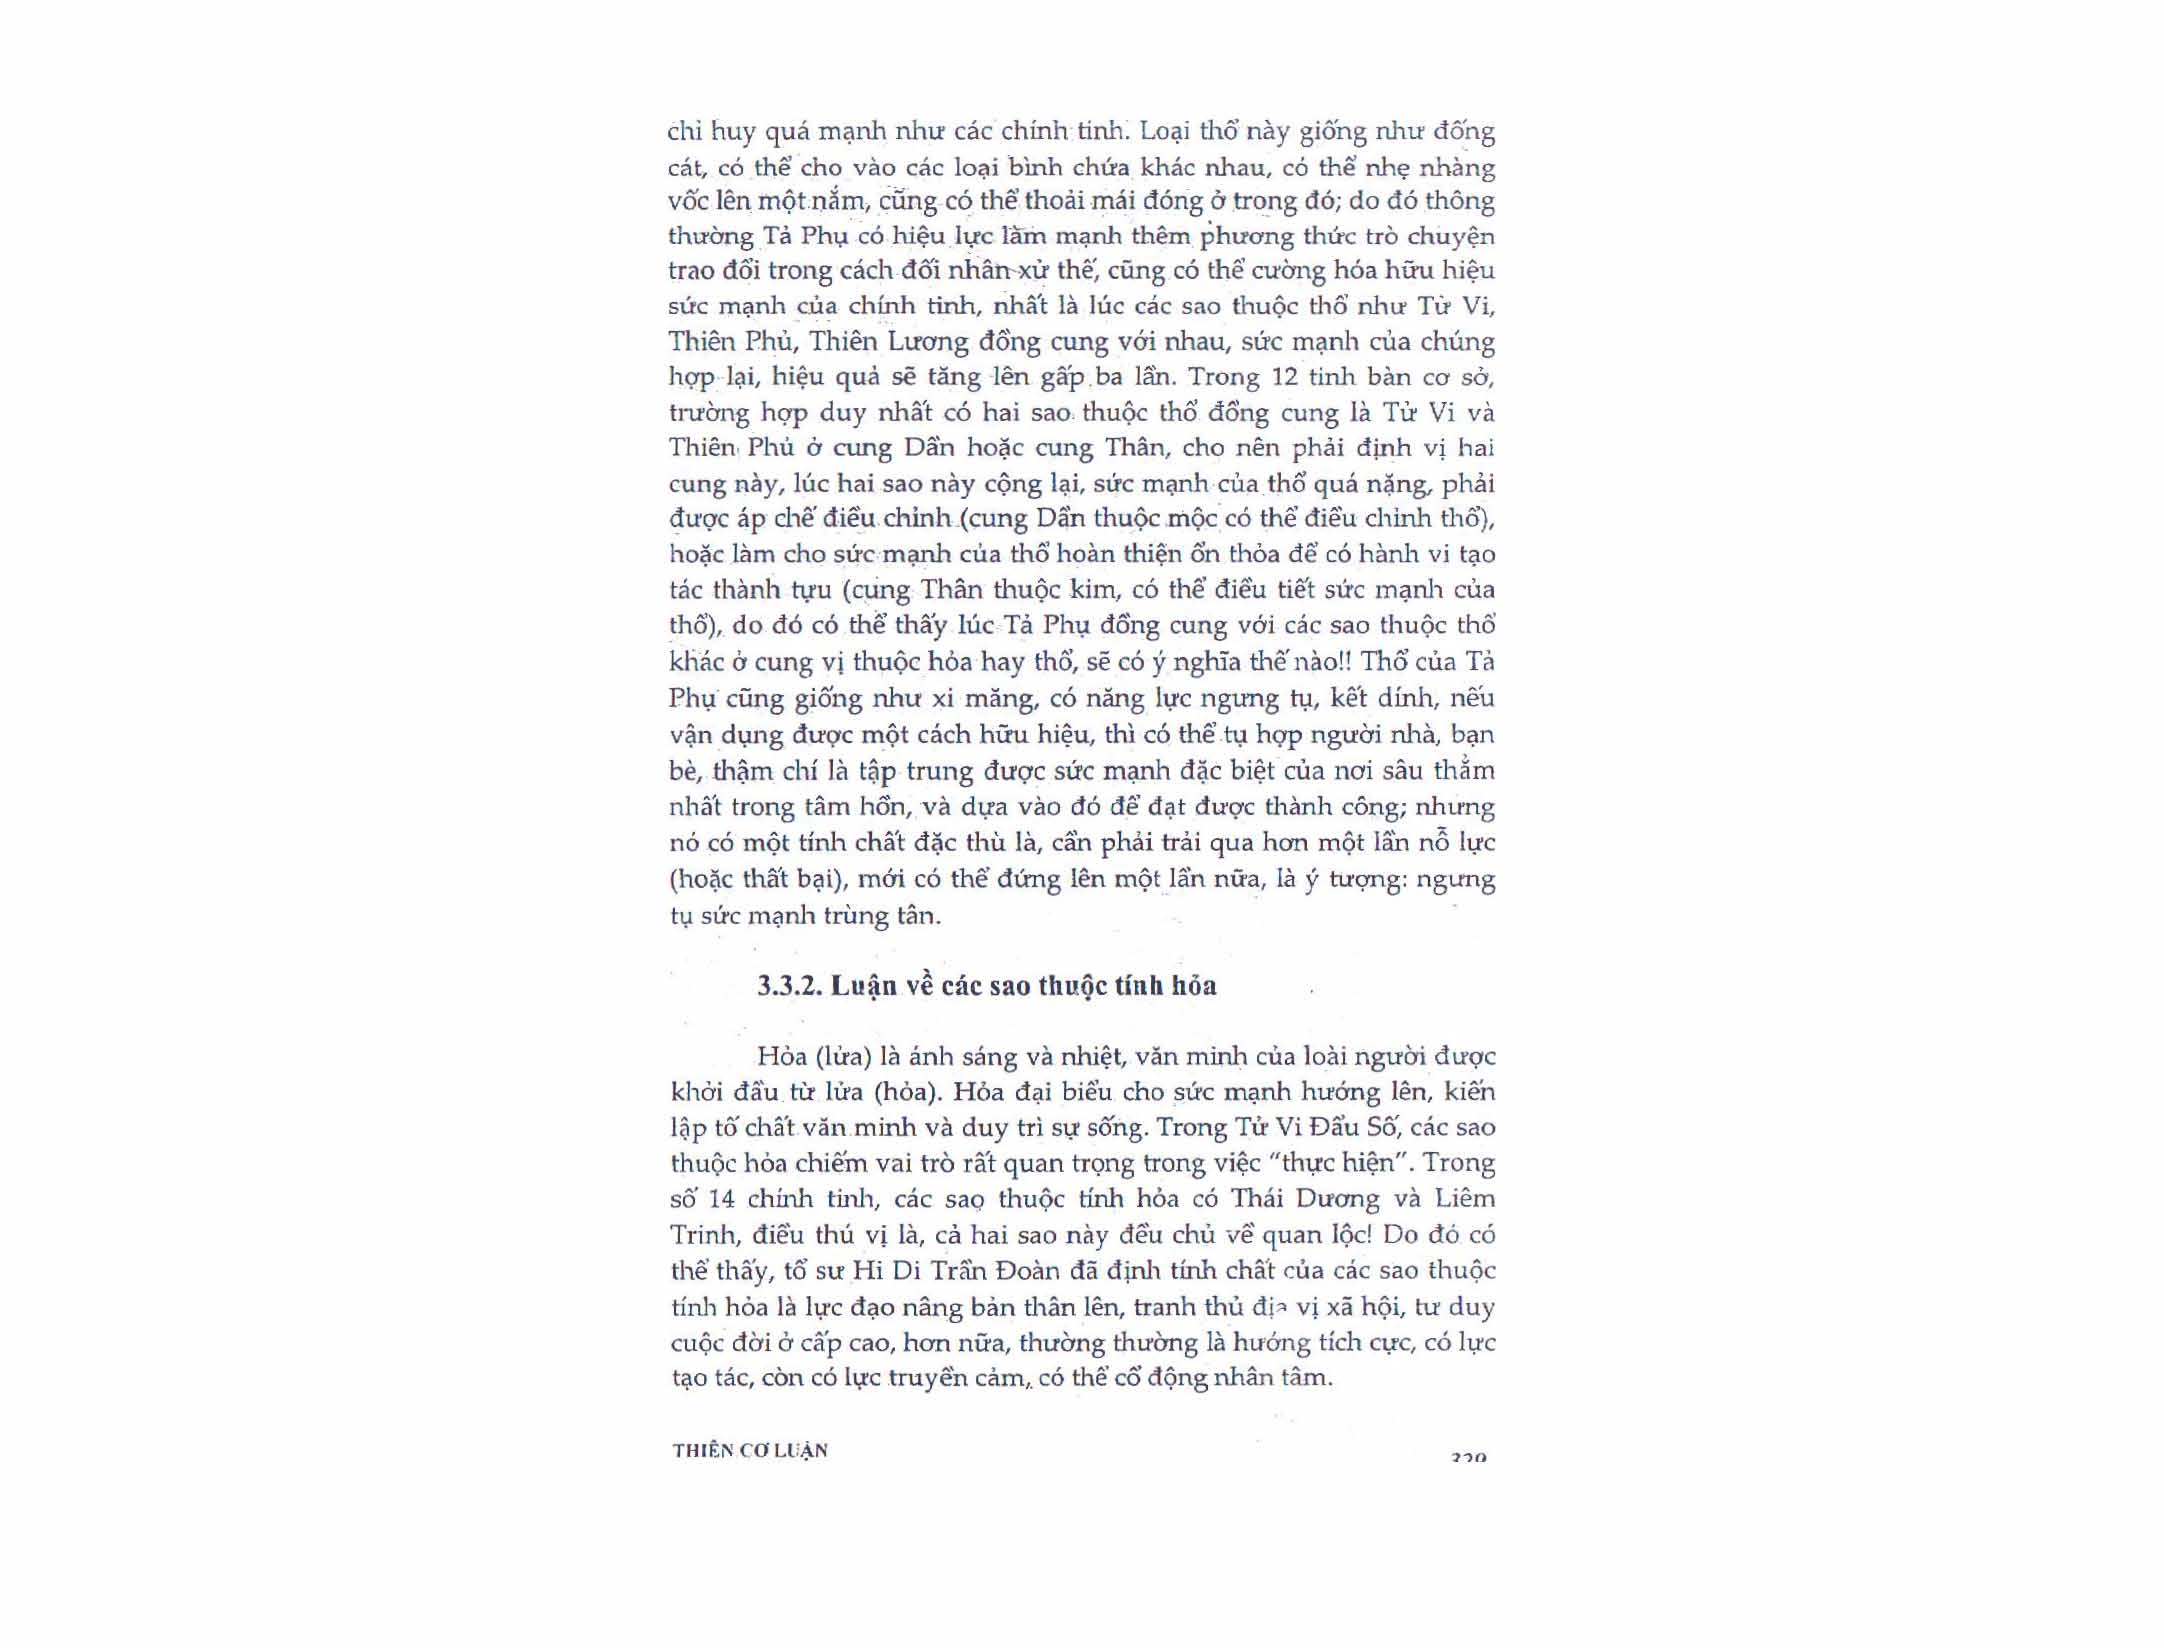 chỉ huy quá mạnh như các chính tinh. Loại thổ này giống như đống
cát, có thể cho vào các loại bình chứa khác nhau, có thể nhẹ nhàng
vốc lên một nắm, cũng có thể thoải mái đóng ở trong đó; do đó thông
thường Tả Phụ có hiệu lực làm mạnh thêm phương thức trò chuyện
trao đổi trong cách đối nhân xử thế, cũng có thể cường hóa hữu hiệu
sức mạnh của chính tinh, nhất là lúc các sao thuộc thổ như Tử Vi,
Thiên Phủ, Thiên Lương đồng cung với nhau, sức mạnh của chúng
hợp lại, hiệu quả sẽ tăng lên gấp ba lần. Trong 12 tinh bàn cơ sở,
trường hợp duy nhất có hai sao thuộc thổ đồng cung là Tử Vi và
Thiên Phủ ở cung Dần hoặc cung Thân, cho nên phải định vị hai
cung này, lúc hai sao này cộng lại, sức mạnh của thổ quá nặng, phải
được áp chế điều chỉnh (cung Dần thuộc mộc có thể điều chỉnh thổ),
hoặc làm cho sức mạnh của thổ hoàn thiện ổn thỏa để có hành vi tạo
tác thành tựu (cung Thân thuộc kim, có thể điều tiết sức mạnh của
thổ), do đó có thể thấy lúc Tả Phụ đồng cung với các sao thuộc thổ
khác ở cung vị thuộc hỏa hay thổ, sẽ có ý nghĩa thế nào!! Thổ của Tả
Phụ cũng giống như xi măng, có năng lực ngưng tụ, kết dính, nếu
vận dụng được một cách hữu hiệu, thì có thể tụ hợp người nhà, bạn
bè, thậm chí là tập trung được sức mạnh đặc biệt của nơi sâu thẳm
nhất trong tâm hồn, và dựa vào đó để đạt được thành công; nhưng
nó có một tính chất đặc thù là, cần phải trải qua hơn một lần nỗ lực
(hoặc thất bại), mới có thể đứng lên một lần nữa, là ý tượng: ngưng
tụ sức mạnh trùng tân.
3.3.2. Luận về các sao thuộc tính hỏa
Hỏa (lửa) là ánh sáng và nhiệt, văn minh của loài người được
khởi đầu từ lửa (hỏa). Hỏa đại biểu cho sức mạnh hướng lên, kiến
lập tố chất văn minh và duy trì sự sống. Trong Tử Vi Đẩu Số, các sao
thuộc hỏa chiếm vai trò rất quan trọng trong việc "thực hiện". Trong
số 14 chính tinh, các sao thuộc tính hỏa có Thái Dương và Liêm
Trinh, điều thú vị là, cả hai sao này đều chủ về quan lộc! Do đó có
thể thấy, tổ sư Hi Di Trần Đoàn đã định tính chất của các sao thuộc
tính hỏa là lực đạo nâng bản thân lên, tranh thủ địa vị xã hội, tư duy
cuộc đời ở cấp cao, hơn nữa, thường thường là hướng tích cực, có lực
tạo tác, còn có lực truyền cảm, có thể cổ động nhân tâm.
THIÊN CƠ LUẬN